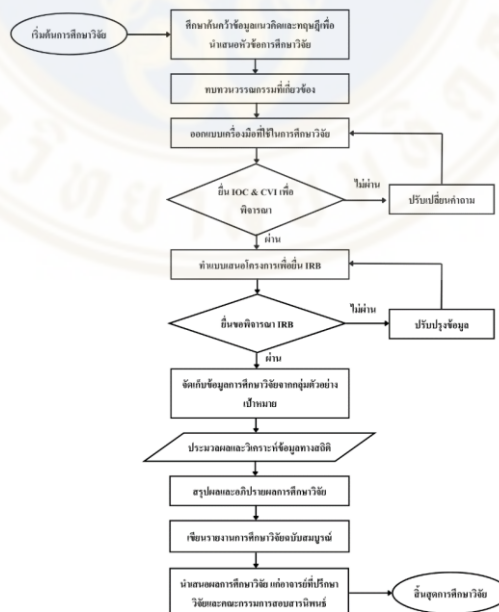 เริ่มต้นการศึกษาวิจัย
ศึกษาค้นคว้าข้อมูลแนวคิดและทฤษฎีเพื่อ
นำเสนอหัวข้อการศึกษาวิจัย
ทบทวนวรรณกรรมที่เกี่ยวข้อง
ออกแบบเครื่องมือที่ใช้ในการศึกษาวิจัย
ยื่น IOC & CVI เพื่อ
พิจารณา
ไม่ผ่าน
ปรับเปลี่ยนคำถาม
ผ่าน
ทำแบบเสนอโครงการเพื่อยื่น IRB
ยื่นขอพิจารณา IRB
ไม่ผ่าน
ปรับปรุงข้อมูล
ผ่าน
จัดเก็บข้อมูลการศึกษาวิจัยจากกลุ่มตัวอย่าง
เป้าหมาย
ประมวลผลและวิเคราะห์ข้อมูลทางสถิติ
สรุปผลและอภิปรายผลการศึกษาวิจัย
เขียนรายงานการศึกษาวิจัยฉบับสมบูรณ์
นำเสนอผลการศึกษาวิจัย แก่อาจารย์ที่ปรึกษา
วิจัยและคณะกรรมการสอบสารนิพนธ์
สิ้นสุดการศึกษาวิจัย